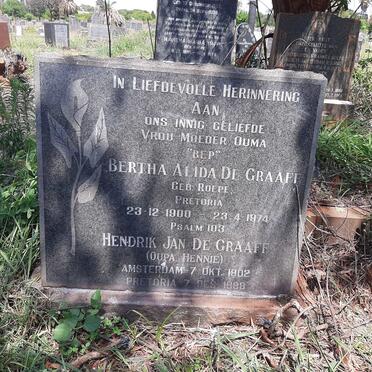 In Liefdevolle Herinnering
Aan
ons innig geliefde
Vrou Moeder Ouma
"Bep"
Bertha Alida De Graaff
Geb. Roepe.
Pretoria
23-12-1900 - 23-4-1974
Psalm 103
Hendrik Jan De Graaff
(Oupa Hennie)
Amsterdam 7 Okt. 1902
Pretoria 7 Des. 1988